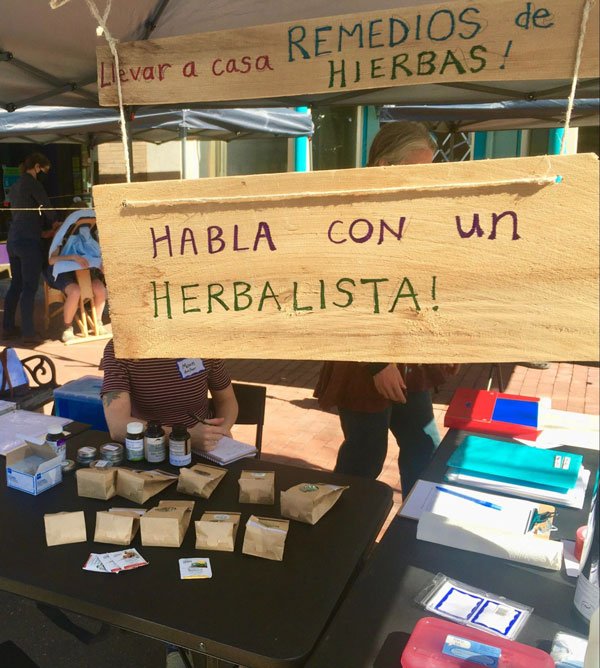 Llevar a casa REMEDIOS de
HIERBAS!
HABLA CON un
HERBALISTA!